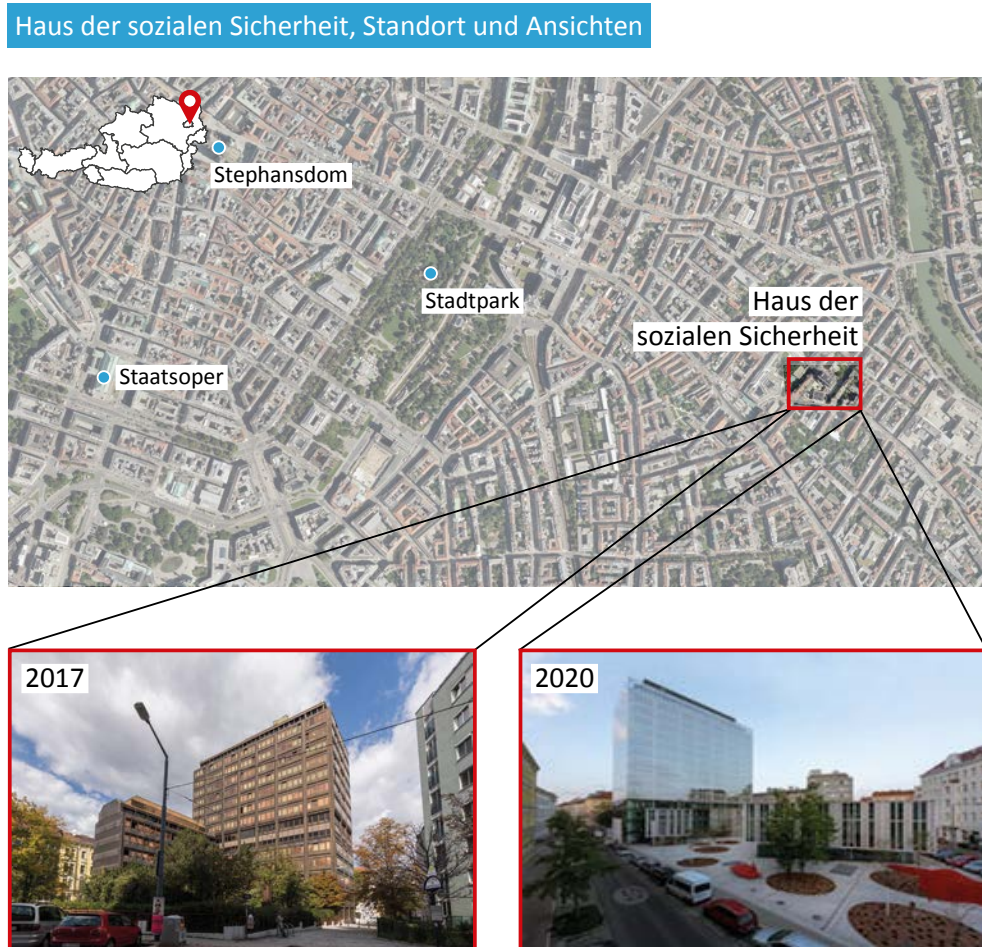 Haus der sozialen Sicherheit, Standort und Ansichten
Stephansdom
Stadtpark
Haus der
sozialen Sicherheit
Staatsoper
2017
2020